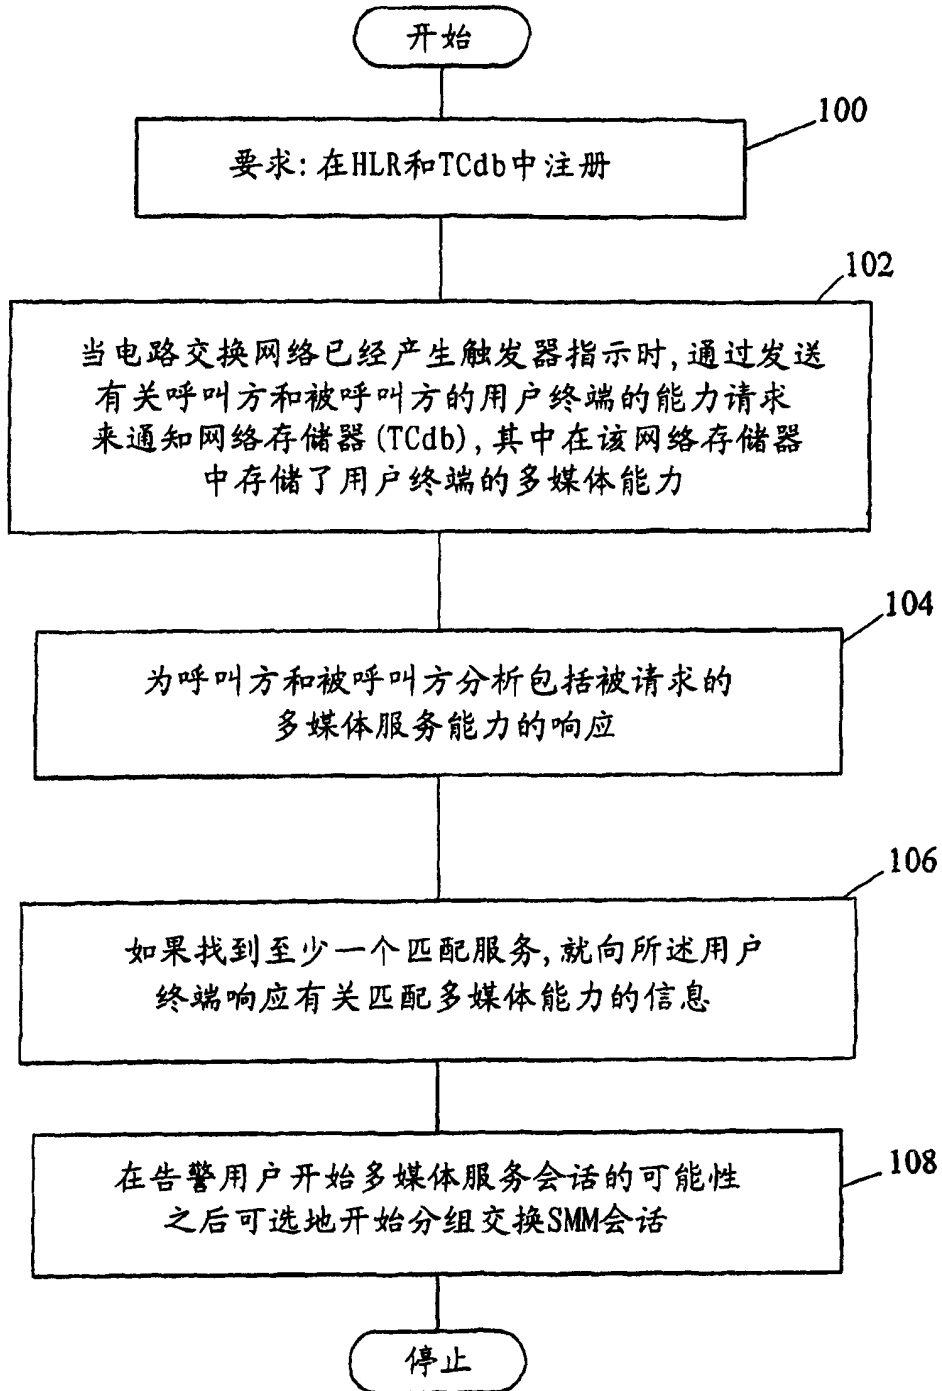 开始
100
要求:在HLR和TCdb中注册
102
当电路交换网络已经产生触发器指示时,通过发送
有关呼叫方和被呼叫方的用户终端的能力请求
来通知网络存储器(TCdb),其中在该网络存储器
中存储了用户终端的多媒体能力
104
为呼叫方和被呼叫方分析包括被请求的
多媒体服务能力的响应
106
如果找到至少一个匹配服务,就向所述用户
终端响应有关匹配多媒体能力的信息
108
在告警用户开始多媒体服务会话的可能性
之后可选地开始分组交换SMM会话
停止